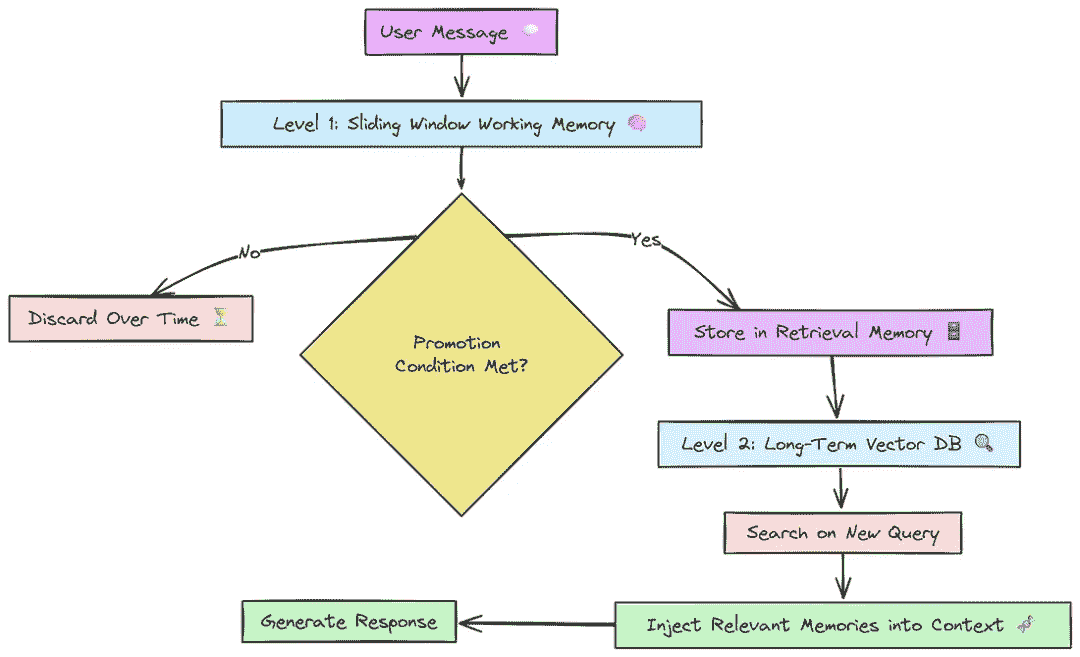 User Message 💭
Level 1: Sliding Window Working Memory 🧠
No
Yes
Discard Over Time ⏳
Store in Retrieval Memory 🗄️
Promotion
Condition Met?
Level 2: Long-Term Vector DB 🔍
Search on New Query
Generate Response
Inject Relevant Memories into Context 🧬